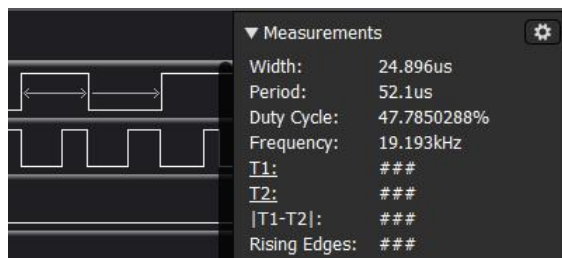 ▼ Measurements
Width: 24.896us
Period: 52.1us
Duty Cycle: 47.7850288%
Frequency: 19.193kHz
T1: ###
T2: ###
|T1-T2|: ###
Rising Edges: ###